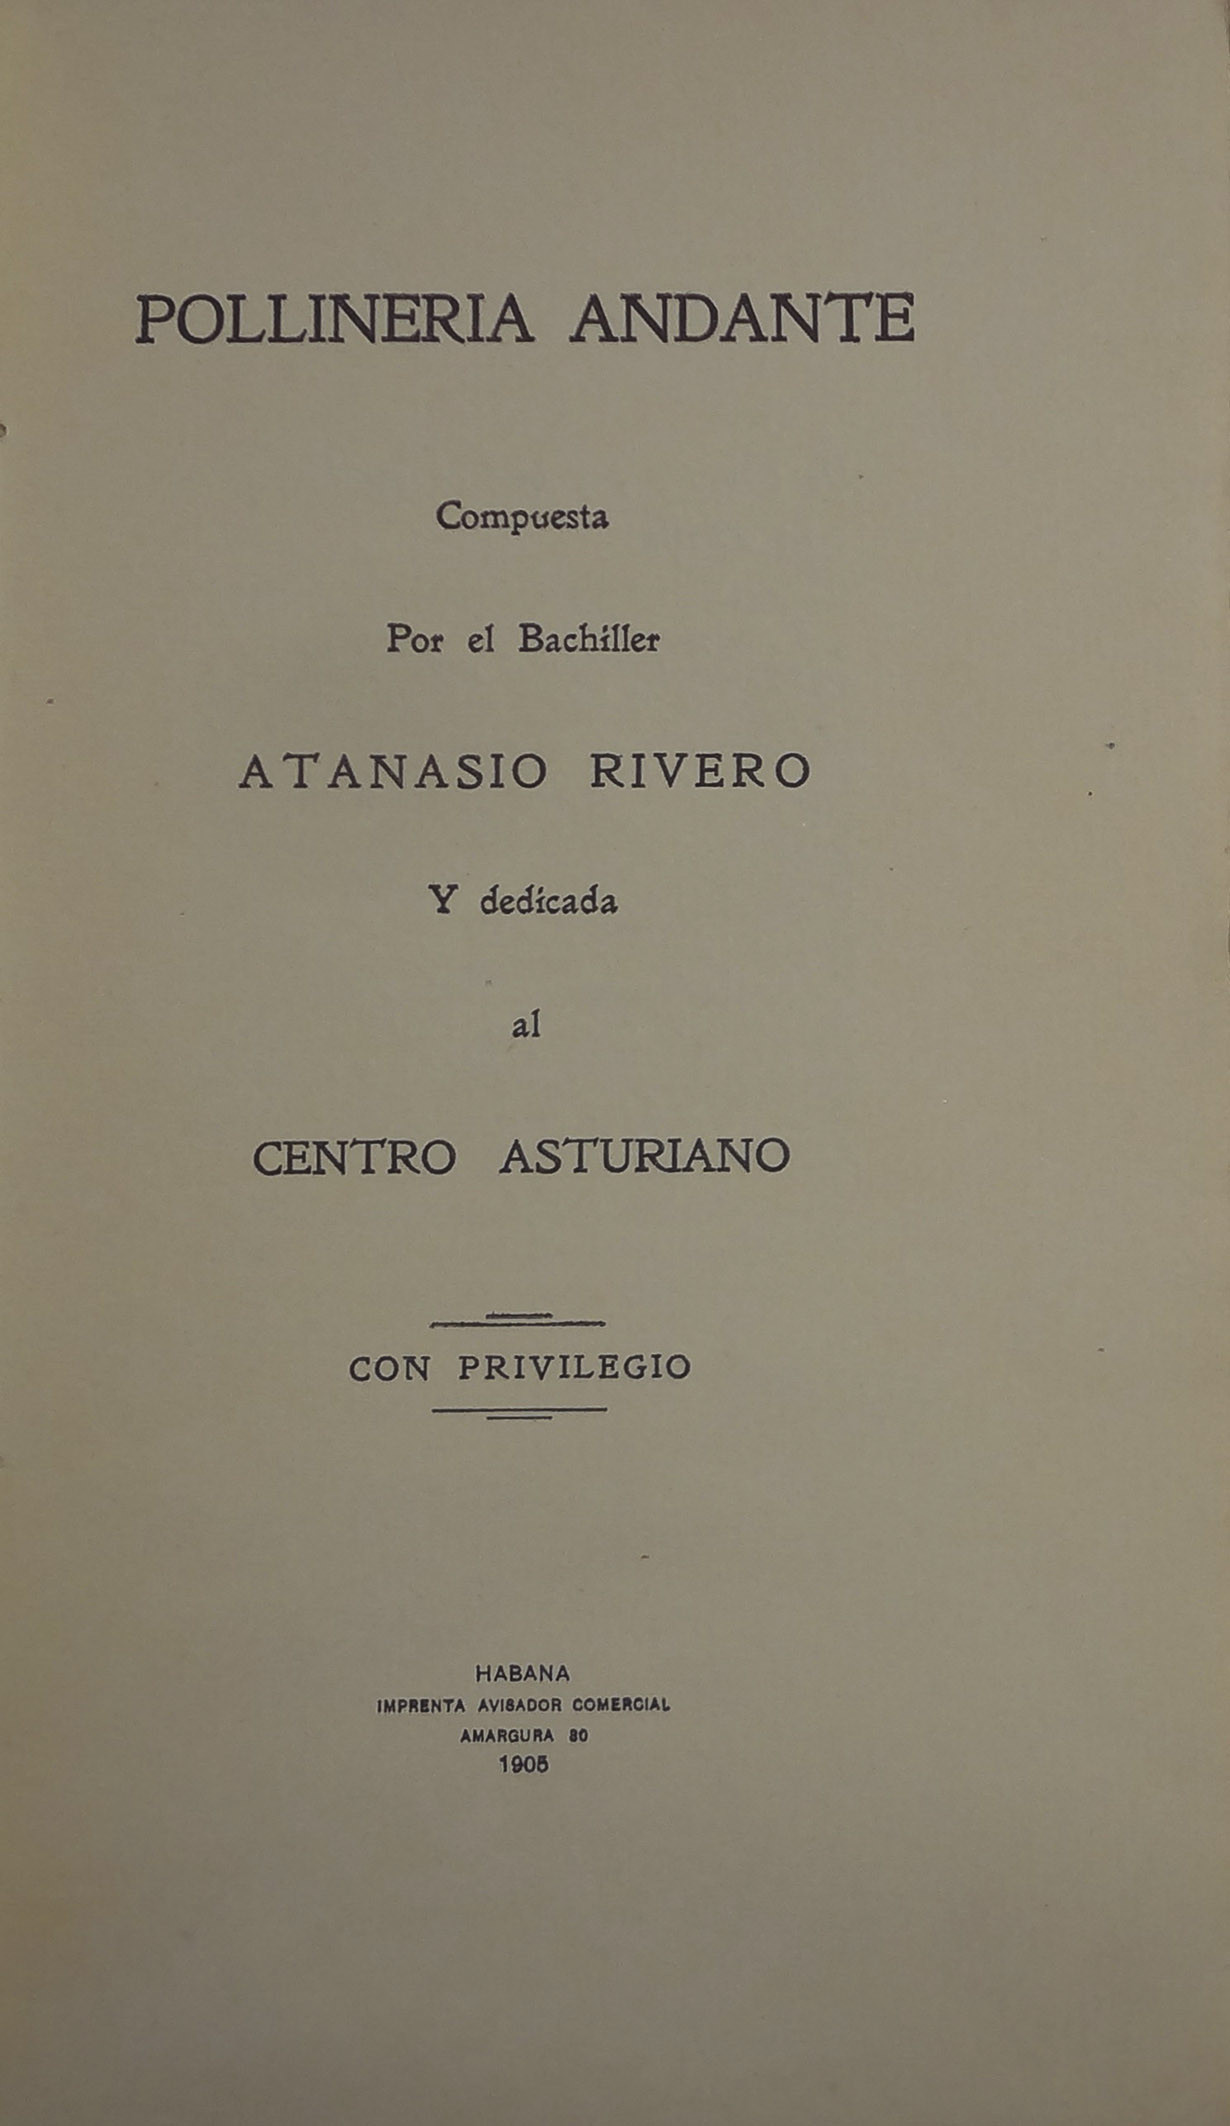 POLLINERIA ANDANTE
Compuesta
Por el Bachiller
ATANASIO RIVERO
Y dedicada
al
CENTRO ASTURIANO
CON PRIVILEGIO
HABANA
IMPRENTA AVISADOR COMERCIAL
AMARGURA 30
1905